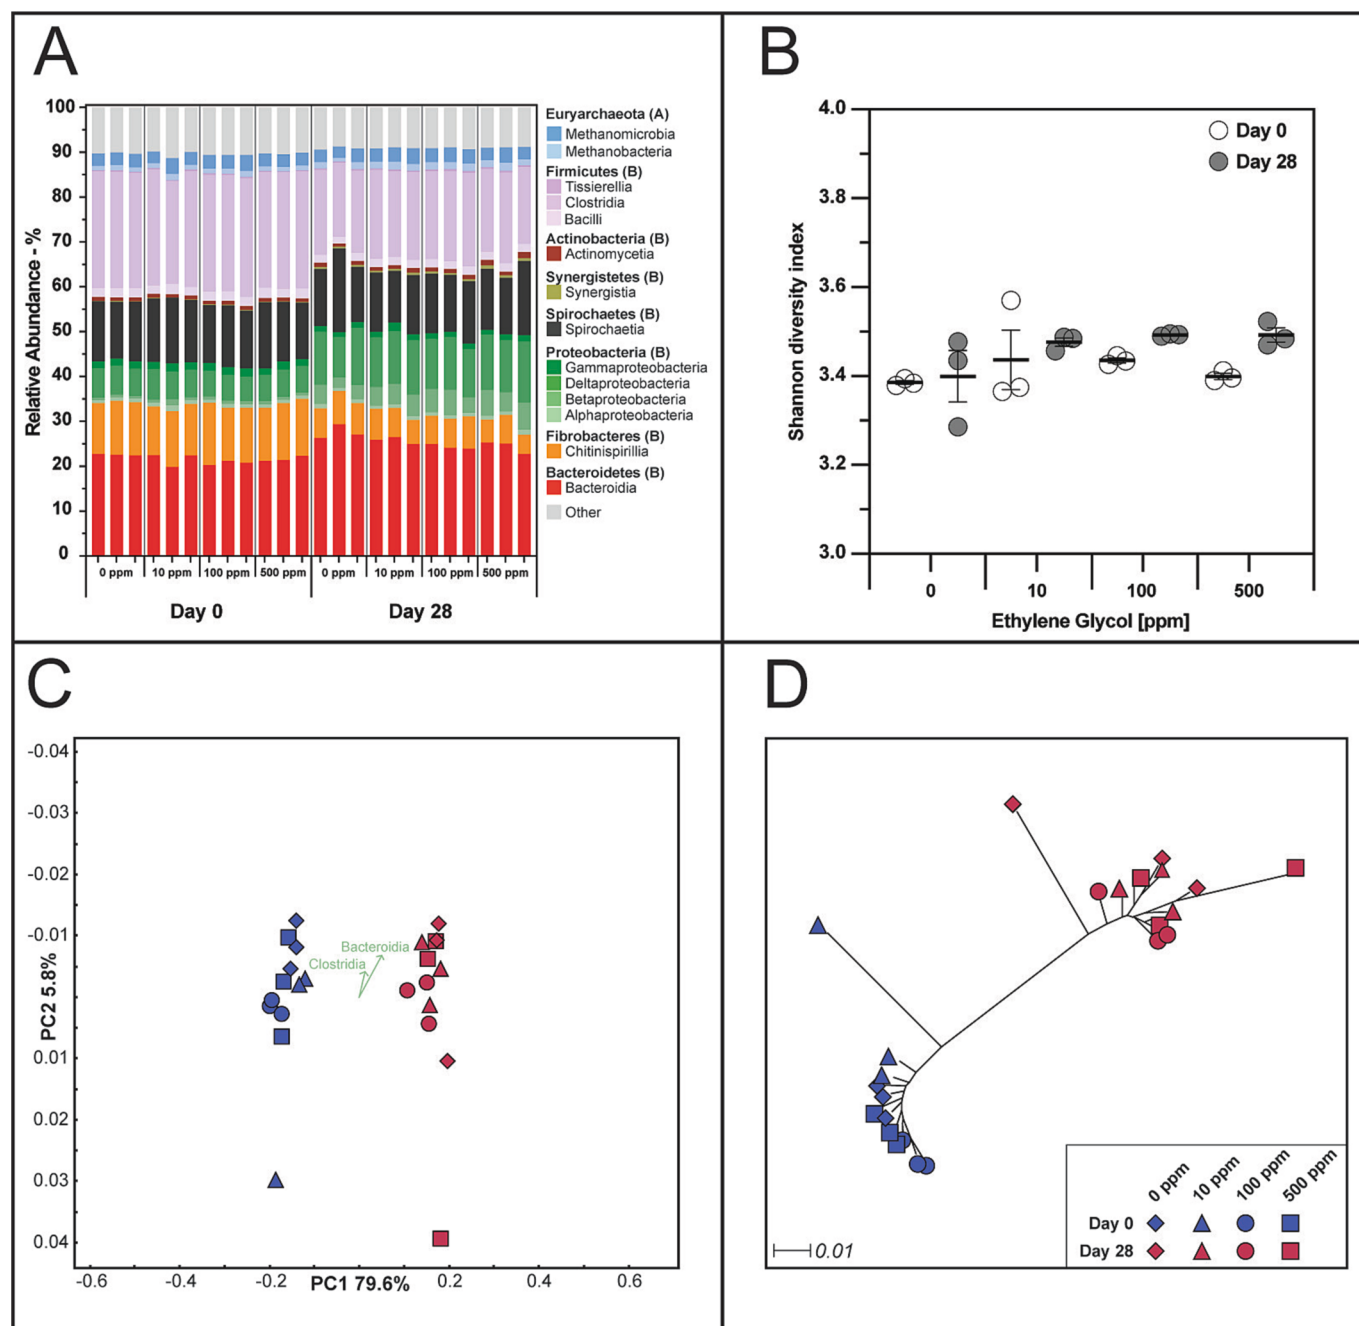 A
Relative Abundance - %
100
90
80
70
60
50
40
30
20
10
0
0 ppm 10 ppm 100 ppm 500 ppm 0 ppm 10 ppm 100 ppm 500 ppm
Day 0 Day 28
Euryarchaeota (A)
Methanomicrobia
Methanobacteria
Firmicutes (B)
Tissierellia
Clostridia
Bacilli
Actinobacteria (B)
Actinomycetia
Synergistetes (B)
Synergistia
Spirochaetes (B)
Spirochaetia
Proteobacteria (B)
Gammaproteobacteria
Deltaproteobacteria
Betaproteobacteria
Alphaproteobacteria
Fibrobacteres (B)
Chitinispirillia
Bacteroidetes (B)
Bacteroidia
Other
B
Shannon diversity index
4.0
3.8
3.6
3.4
3.2
3.0
Day 0
Day 28
0 10 100 500
Ethylene Glycol [ppm]
C
PC2 5.8%
-0.04
-0.03
-0.02
-0.01
0.01
0.02
0.03
0.04
Bacteroidia
Clostridia
-0.6 -0.4 -0.2 0.2 0.4 0.6
PC1 79.6%
D
0 ppm 10 ppm 100 ppm 500 ppm
Day 0
Day 28
0.01